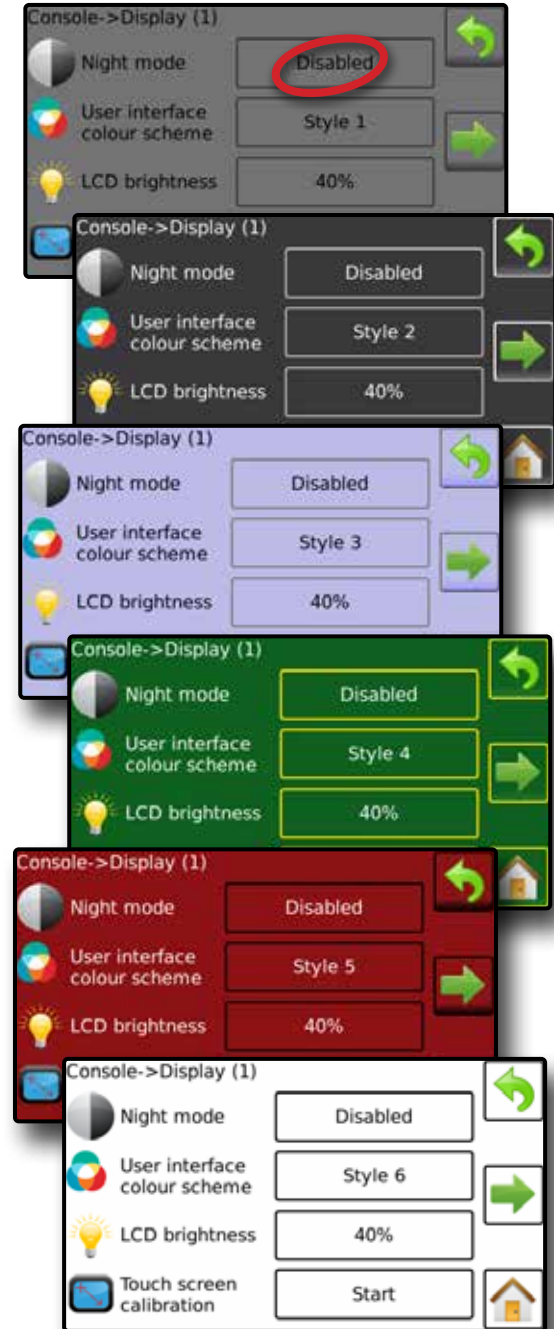 Console->Display (1)
Night mode
Disabled
User interface
colour scheme
Style 1
LCD brightness
40%
Console->Display (1)
Night mode
Disabled
User interface
colour scheme
Style 2
LCD brightness
40%
Console->Display (1)
Night mode
Disabled
User interface
colour scheme
Style 3
LCD brightness
40%
Console->Display (1)
Night mode
Disabled
User interface
colour scheme
Style 4
LCD brightness
40%
Console->Display (1)
Night mode
Disabled
User interface
colour scheme
Style 5
LCD brightness
40%
Console->Display (1)
Night mode
Disabled
User interface
colour scheme
Style 6
LCD brightness
40%
Touch screen
calibration
Start